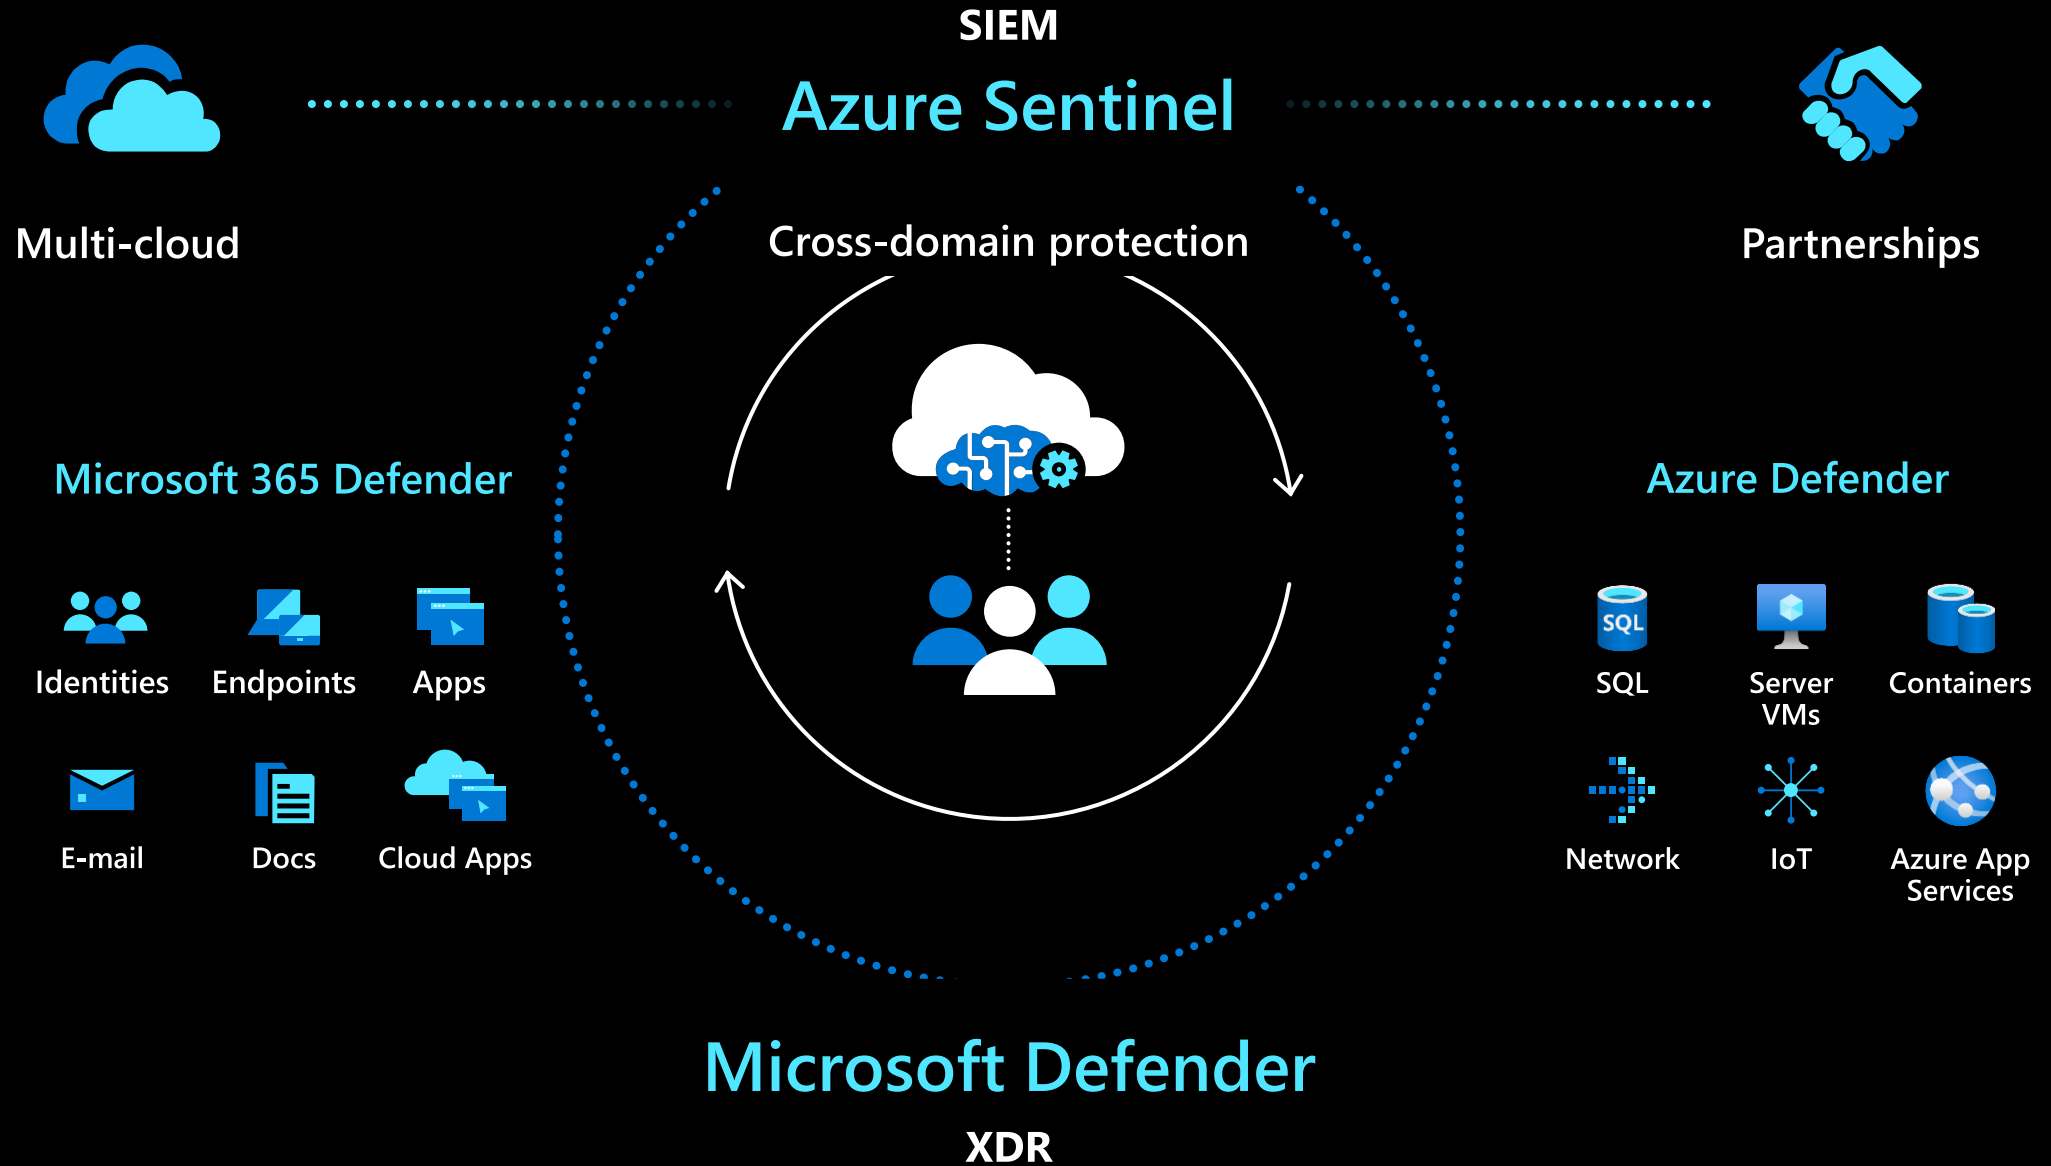 SIEM
Azure Sentinel
Multi-cloud
Cross-domain protection
Partnerships
Microsoft 365 Defender
Identities
Endpoints
Apps
E-mail
Docs
Cloud Apps
Azure Defender
SQL
SQL
Server
VMs
Containers
Network
IoT
Azure App
Services
Microsoft Defender
XDR